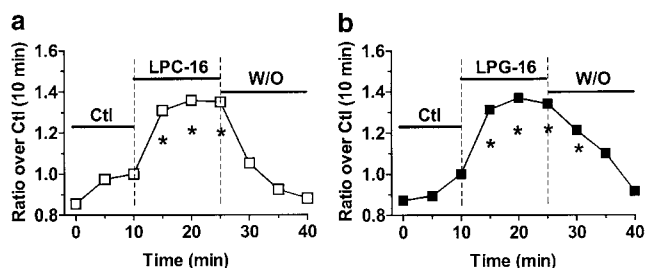 a
Ratio over Ctl (10 min)
1.6
1.4
1.2
1.0
0.8
Ctl
LPC-16
W/O
*
*
*
0
10
20
30
40
Time (min)
b
Ratio over Ctl (10 min)
1.6
1.4
1.2
1.0
0.8
Ctl
LPG-16
W/O
*
*
*
*
0
10
20
30
40
Time (min)